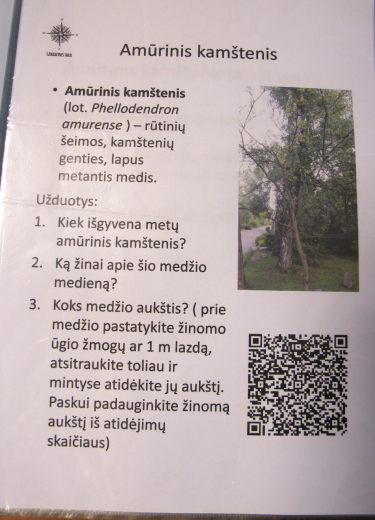 Amūrinis kamštenis
• Amūrinis kamštenis
(lot. Phellodendron
amurense ) – rūtinių
šeimos, kamštenių
genties, lapus
metantis medis.
Užduotys:
1. Kiek išgyvena metų
amūrinis kamštenis?
2. Ką žinai apie šio medžio
medieną?
3. Koks medžio aukštis? ( prie
medžio pastatykite žinomo
ūgio žmogų ar 1 m lazdą,
atsitraukite toliau ir
mintyse atidėkite jų aukštį.
Paskui padauginkite žinomą
aukštį iš atidėjimų
skaičiaus)